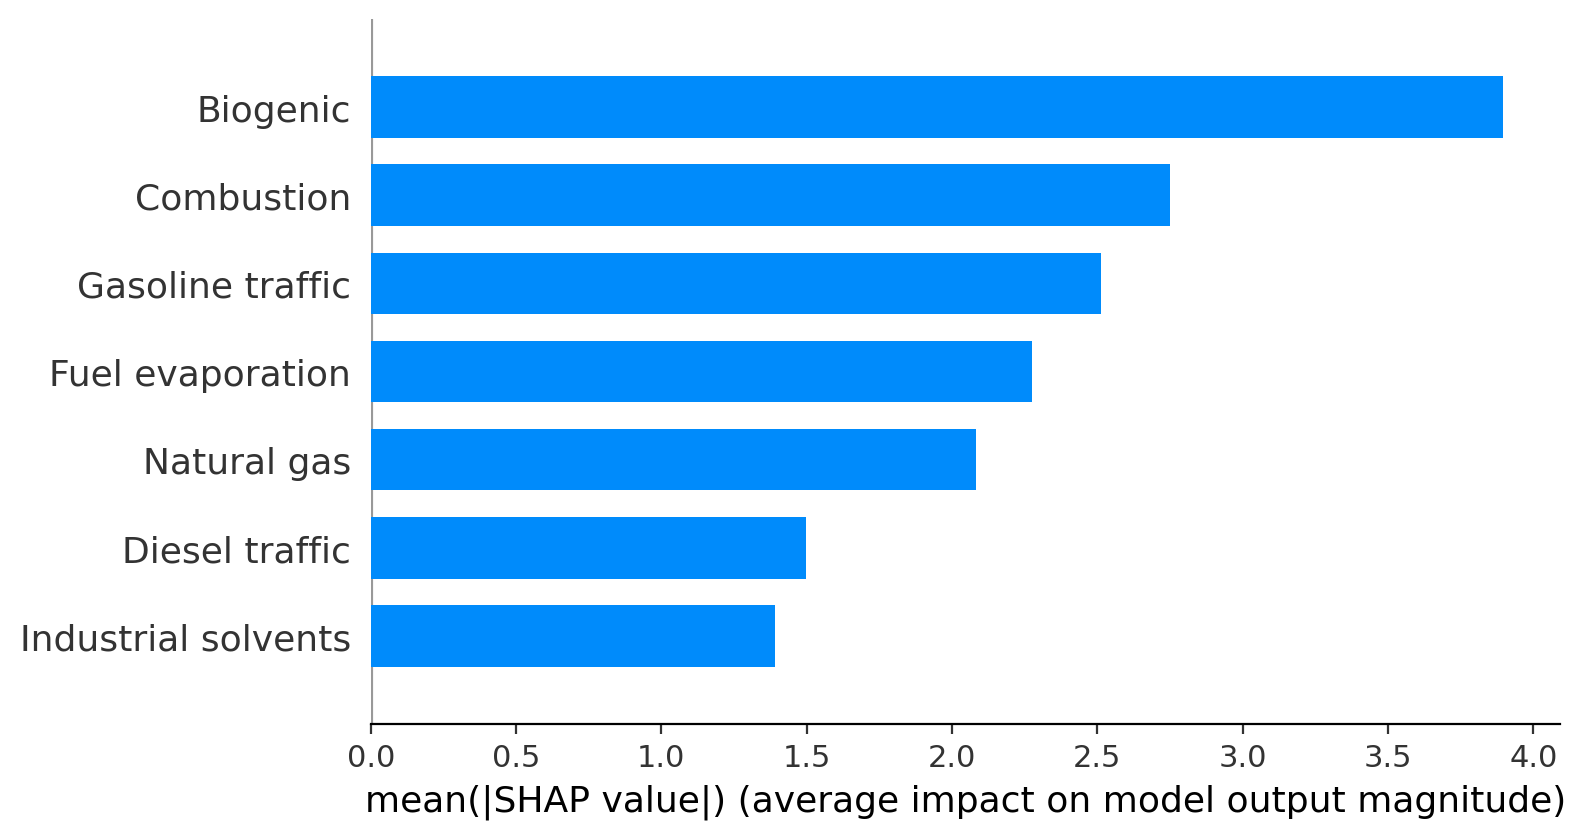 Biogenic
Combustion
Gasoline traffic
Fuel evaporation
Natural gas
Diesel traffic
Industrial solvents
0.0 0.5 1.0 1.5 2.0 2.5 3.0 3.5 4.0
mean(|SHAP value|) (average impact on model output magnitude)